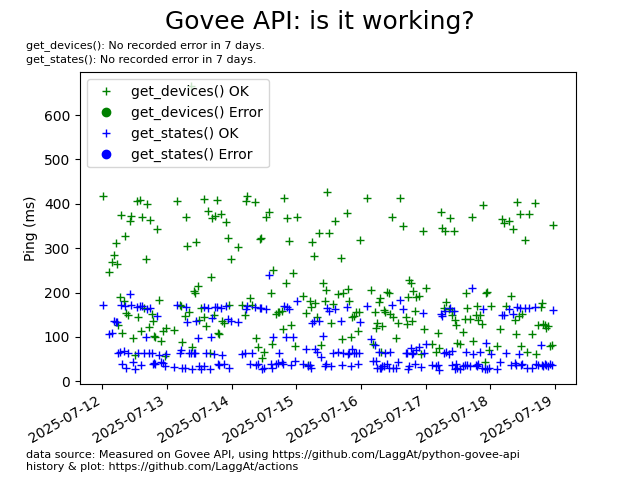 Govee API: is it working?
get_devices(): No recorded error in 7 days.
get_states(): No recorded error in 7 days.
get_devices() OK
get_devices() Error
get_states() OK
get_states() Error
Ping (ms)
600
500
400
300
200
100
0
2025-07-12
2025-07-13
2025-07-14
2025-07-15
2025-07-16
2025-07-17
2025-07-18
2025-07-19
data source: Measured on Govee API, using https://github.com/LaggAt/python-govee-api
history & plot: https://github.com/LaggAt/actions